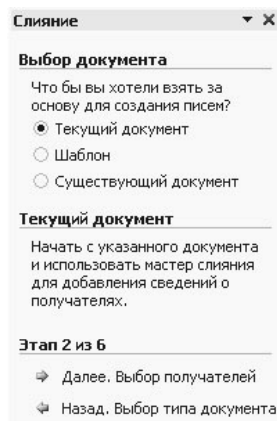 Слияние
Выбор документа
Что бы вы хотели взять за
основу для создания писем?
Текущий документ
Шаблон
Существующий документ
Текущий документ
Начать с указанного документа
и использовать мастер слияния
для добавления сведений о
получателях.
Этап 2 из 6
Далее. Выбор получателей
Назад. Выбор типа документа